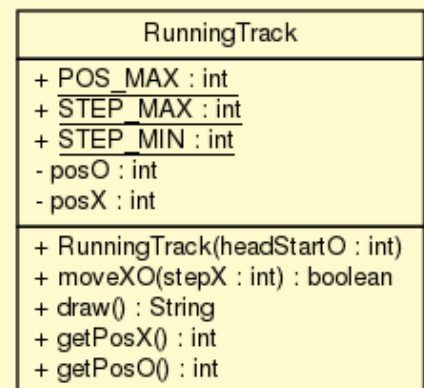 RunningTrack
+ POS_MAX : int
+ STEP_MAX : int
+ STEP_MIN : int
- posO : int
- posX : int
+ RunningTrack(headStartO : int)
+ moveXO(stepX : int) : boolean
+ draw() : String
+ getPosX() : int
+ getPosO() : int